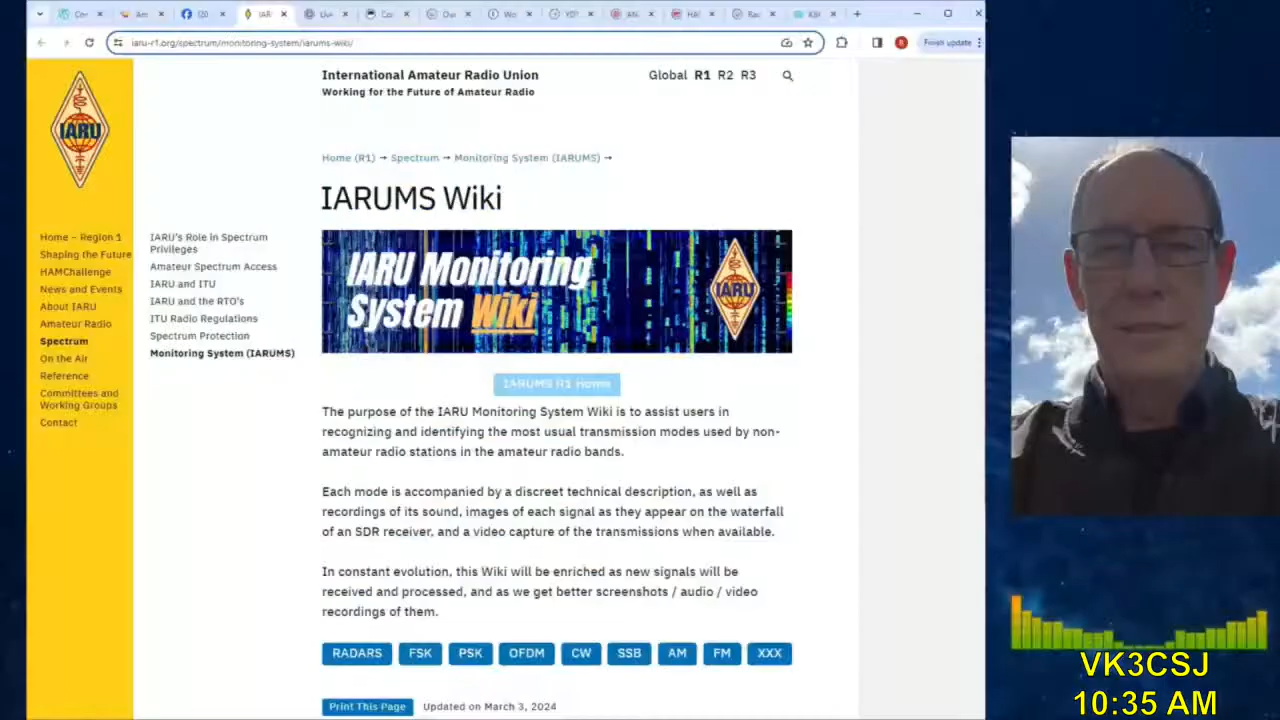 IARU
Finish update
iaru-r1.org/spectrum/monitoring-system/iarums-wiki/
International Amateur Radio Union
Working for the Future of Amateur Radio
Global R1 R2 R3
Home (R1) → Spectrum → Monitoring System (IARUMS) →
IARUMS Wiki
Home – Region 1
Shaping the Future
HAMChallenge
News and Events
About IARU
Amateur Radio
Spectrum
On the Air
Reference
Committees and
Working Groups
Contact
IARU's Role in Spectrum
Privileges
Amateur Spectrum Access
IARU and ITU
IARU and the RTO's
ITU Radio Regulations
Spectrum Protection
Monitoring System (IARUMS)
IARU Monitoring
System Wiki
IARU
IARUMS R1 Home
The purpose of the IARU Monitoring System Wiki is to assist users in
recognizing and identifying the most usual transmission modes used by non-
amateur radio stations in the amateur radio bands.
Each mode is accompanied by a discreet technical description, as well as
recordings of its sound, images of each signal as they appear on the waterfall
of an SDR receiver, and a video capture of the transmissions when available.
In constant evolution, this Wiki will be enriched as new signals will be
received and processed, and as we get better screenshots / audio / video
recordings of them.
RADARS FSK PSK OFDM CW SSB AM FM XXX
Print This Page Updated on March 3, 2024
VK3CSJ
10:35 AM